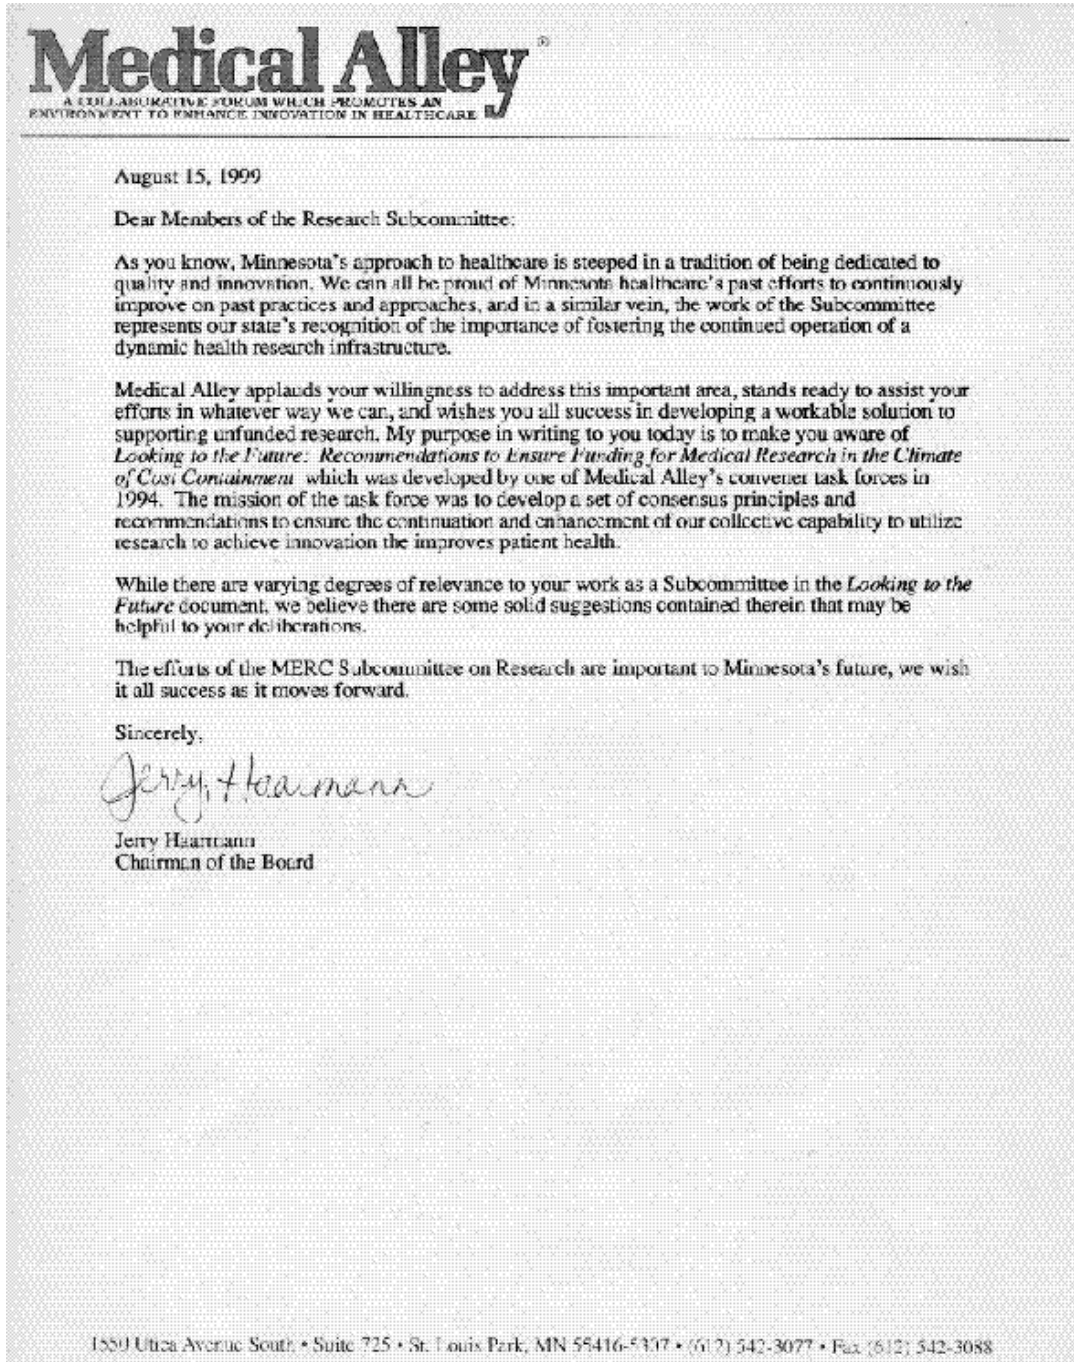 Medical Alley®
A COLLABORATIVE FORUM WHICH PROMOTES AN
ENVIRONMENT TO ENHANCE INNOVATION IN HEALTHCARE
August 15, 1999
Dear Members of the Research Subcommittee:
As you know, Minnesota's approach to healthcare is steeped in a tradition of being dedicated to
quality and innovation. We can all be proud of Minnesota healthcare's past efforts to continuously
improve on past practices and approaches, and in a similar vein, the work of the Subcommittee
represents our state's recognition of the importance of fostering the continued operation of a
dynamic health research infrastructure.
Medical Alley applauds your willingness to address this important area, stands ready to assist your
efforts in whatever way we can, and wishes you all success in developing a workable solution to
supporting unfunded research. My purpose in writing to you today is to make you aware of
Looking to the Future: Recommendations to Ensure Funding for Medical Research in the Climate
of Cost Containment which was developed by one of Medical Alley's convener task forces in
1994. The mission of the task force was to develop a set of consensus principles and
recommendations to ensure the continuation and enhancement of our collective capability to utilize
research to achieve innovation the improves patient health.
While there are varying degrees of relevance to your work as a Subcommittee in the Looking to the
Future document, we believe there are some solid suggestions contained therein that may be
helpful to your deliberations.
The efforts of the MERC Subcommittee on Research are important to Minnesota's future, we wish
it all success as it moves forward.
Sincerely,
Jerry Haarmann
Jerry Haarmann
Chairman of the Board
1550 Utica Avenue South • Suite 725 • St. Louis Park, MN 55416-5307 • (612) 542-3077 • Fax (612) 542-3088